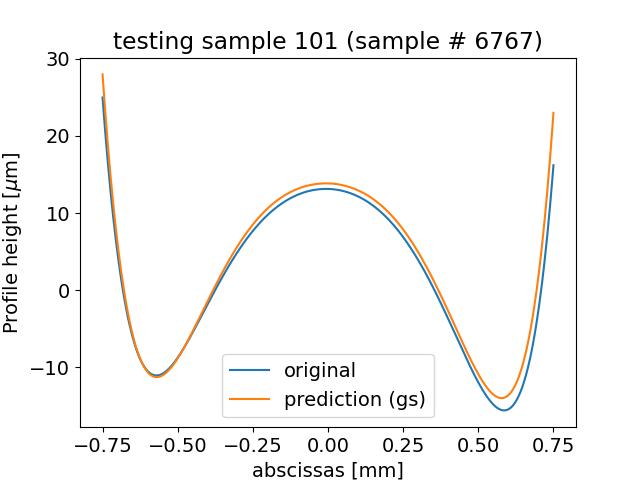 testing sample 101 (sample # 6767)
Profile height [μm]
30
20
10
0
−10
−0.75 −0.50 −0.25 0.00 0.25 0.50 0.75
abscissas [mm]
original
prediction (gs)